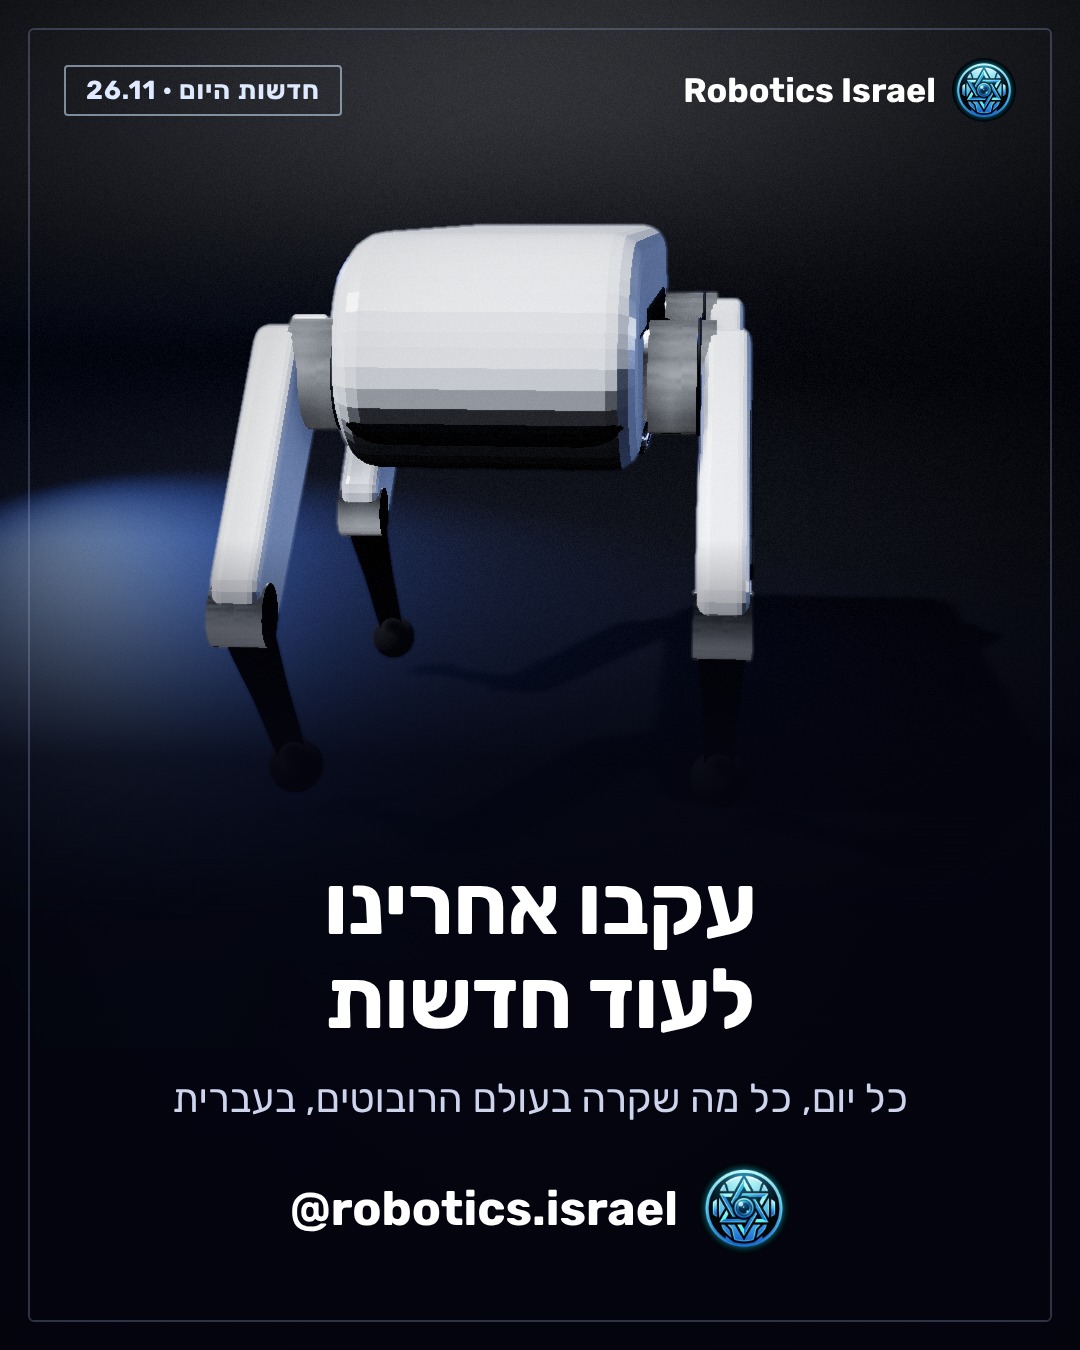 Robotics Israel
חדשות היום • 26.11
עקבו אחרינו
לעוד חדשות
כל יום, כל מה שקרה בעולם הרובוטים, בעברית
@robotics.israel